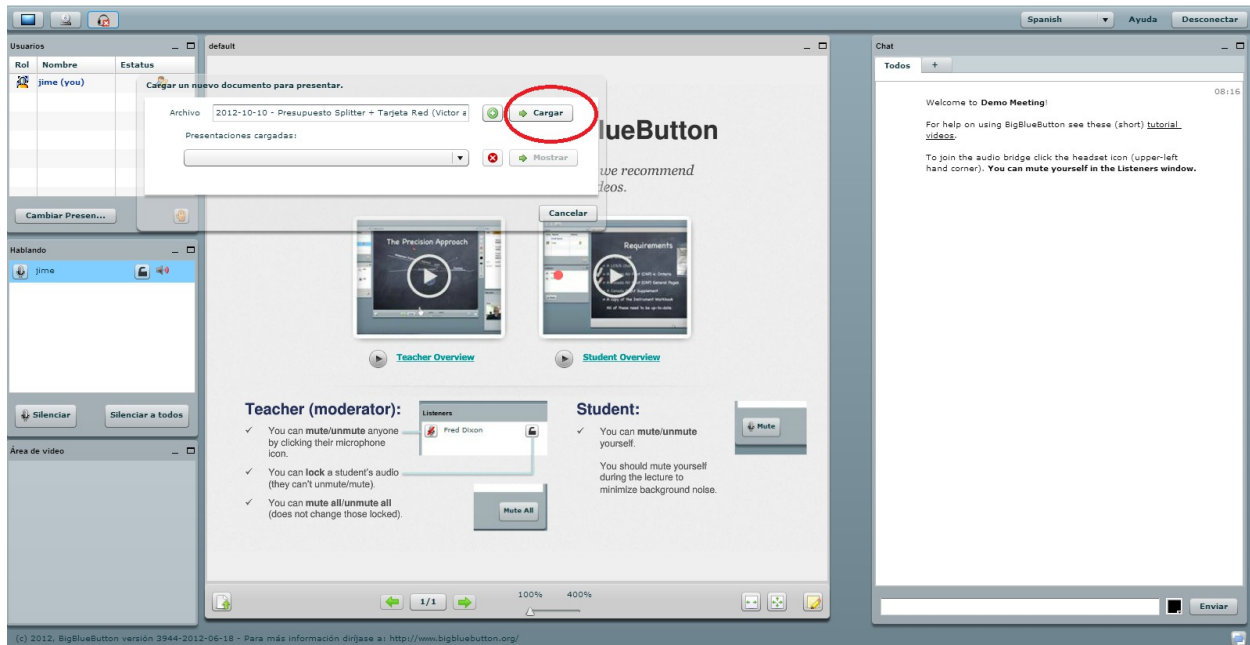 Spanish
Ayuda
Desconectar
Usuarios
Rol Nombre Estatus
jime (you)
Cambiar Presen...
Hablando
jime
Silenciar
Silenciar a todos
Área de video
default
Cargar un nuevo documento para presentar.
Archivo 2012-10-10 - Presupuesto Splitter + Tarjeta Red (Victor a
Cargar
Presentaciones cargadas:
Mostrar
Cancelar
lueButton
we recommend
The Precision Approach
Requirements
Teacher Overview
Student Overview
Teacher (moderator):
✓ You can mute/unmute anyone
by clicking their microphone
icon.
✓ You can lock a student's audio
(they can't unmute/mute).
✓ You can mute all/unmute all
(does not change those locked).
Listeners
Fred Dixon
Mute All
Student:
✓ You can mute/unmute
yourself.
You should mute yourself
during the lecture to
minimize background noise.
Mute
1/1
100% 400%
Chat
Todos +
08:16
Welcome to Demo Meeting!
For help on using BigBlueButton see these (short) tutorial
videos.
To join the audio bridge click the headset icon (upper-left
hand corner). You can mute yourself in the Listeners window.
Enviar
(c) 2012, BigBlueButton versión 3944-2012-06-18 - Para más información diríjase a: http://www.bigbluebutton.org/